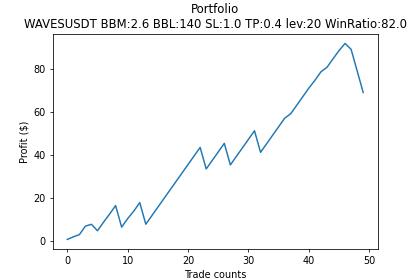 Portfolio
WAVESUSDT BBM:2.6 BBL:140 SL:1.0 TP:0.4 lev:20 WinRatio:82.0
Profit ($)
80
60
40
20
0
0 10 20 30 40 50
Trade counts